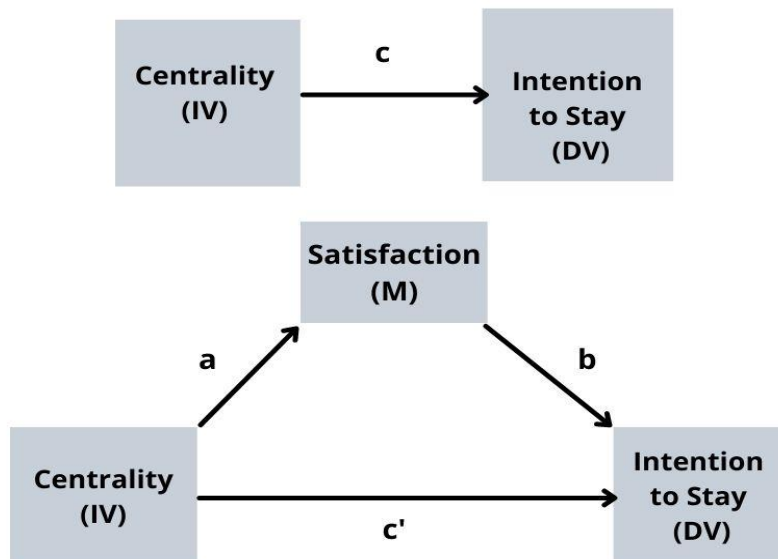 Centrality
(IV)
c
Intention
to Stay
(DV)
Satisfaction
(M)
a
b
Centrality
(IV)
c'
Intention
to Stay
(DV)